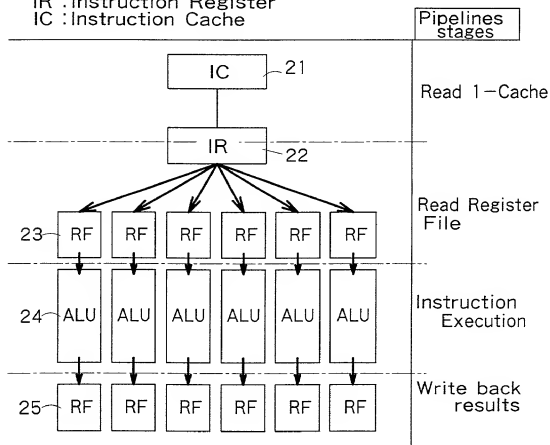 IR : Instruction Register
IC : Instruction Cache
Pipelines
stages
IC 21
Read 1-Cache
IR 22
Read Register
File
23 RF RF RF RF RF RF
24 ALU ALU ALU ALU ALU ALU
Instruction
Execution
Write back
results
25 RF RF RF RF RF RF